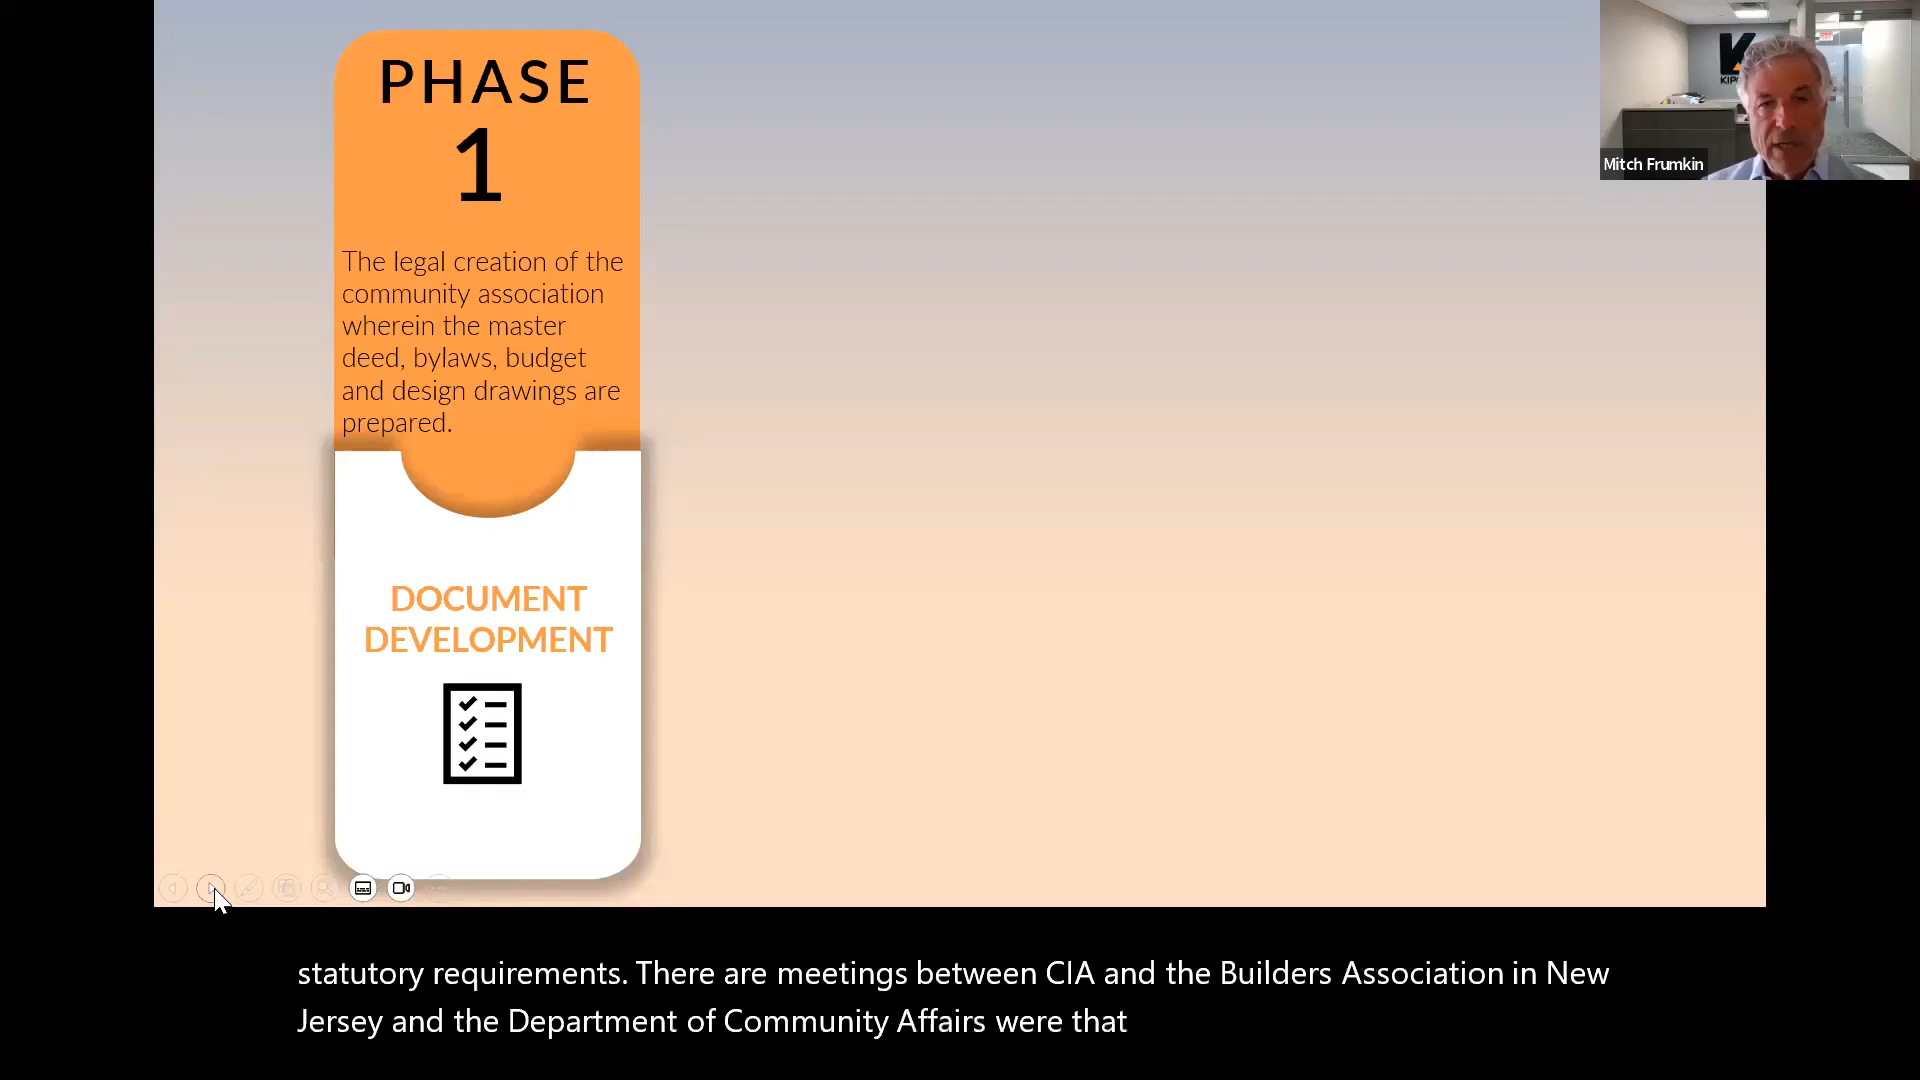 PHASE
1
The legal creation of the
community association
wherein the master
deed, bylaws, budget
and design drawings are
prepared.
DOCUMENT
DEVELOPMENT
Mitch Frumkin
statutory requirements. There are meetings between CIA and the Builders Association in New
Jersey and the Department of Community Affairs were that